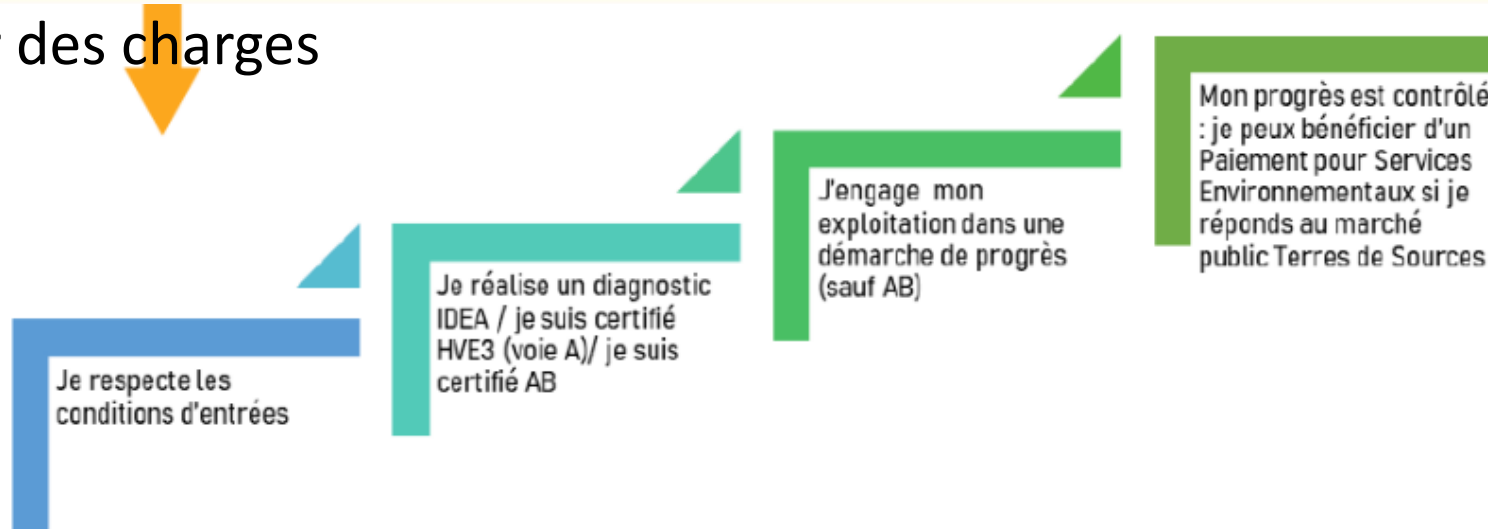 des charges
Mon progrès est contrôlé
: je peux bénéficier d'un
Paiement pour Services
Environnementaux si je
réponds au marché
public Terres de Sources
J'engage mon
exploitation dans une
démarche de progrès
(sauf AB)
Je réalise un diagnostic
IDEA / je suis certifié
HVE3 (voie A)/ je suis
certifié AB
Je respecte les
conditions d'entrées